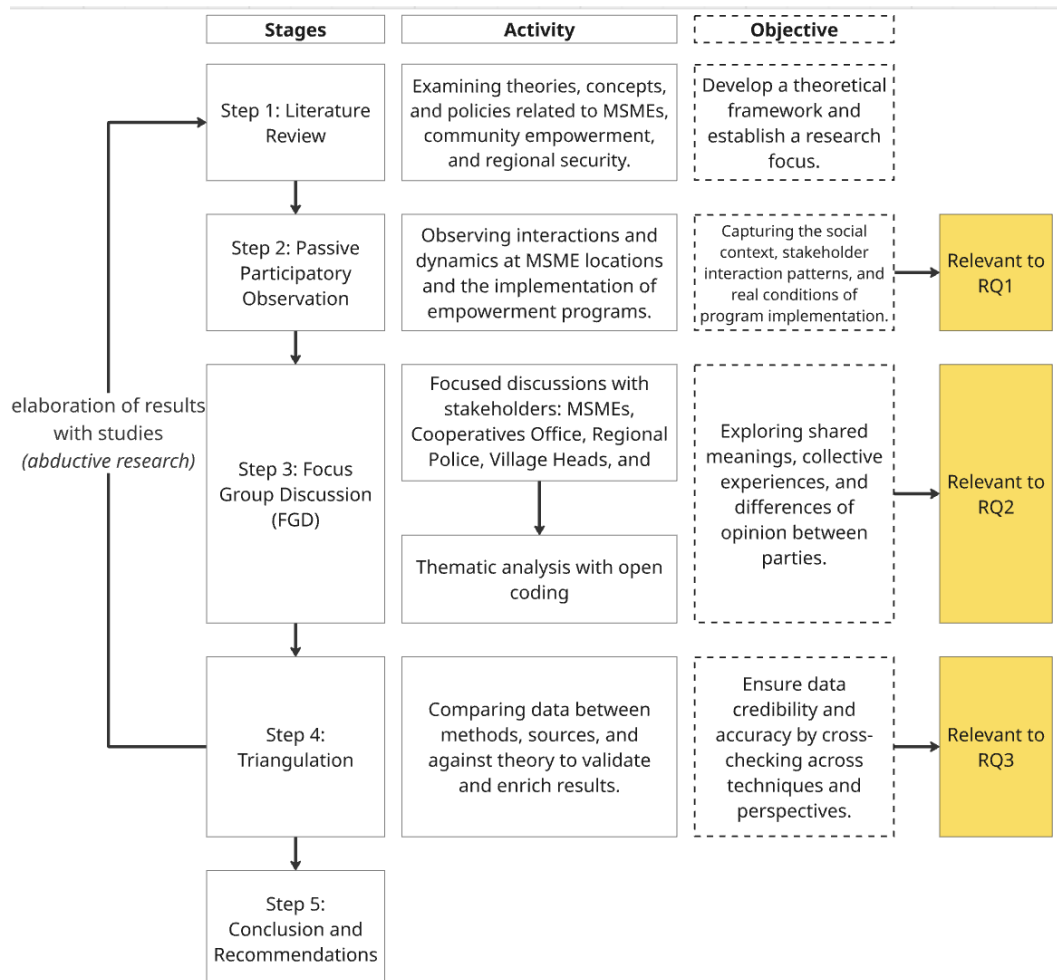 Stages
Activity
Objective
Step 1: Literature
Review
Examining theories, concepts,
and policies related to MSMEs,
community empowerment,
and regional security.
Develop a theoretical
framework and
establish a research
focus.
Step 2: Passive
Participatory
Observation
Observing interactions and
dynamics at MSME locations
and the implementation of
empowerment programs.
Capturing the social
context, stakeholder
interaction patterns, and
real conditions of
program implementation.
Relevant to
RQ1
elaboration of results
with studies
(abductive research)
Step 3: Focus
Group Discussion
(FGD)
Focused discussions with
stakeholders: MSMEs,
Cooperatives Office, Regional
Police, Village Heads, and
Thematic analysis with open
coding
Exploring shared
meanings, collective
experiences, and
differences of
opinion between
parties.
Relevant to
RQ2
Step 4:
Triangulation
Comparing data between
methods, sources, and
against theory to validate
and enrich results.
Ensure data
credibility and
accuracy by cross-
checking across
techniques and
perspectives.
Relevant to
RQ3
Step 5:
Conclusion and
Recommendations